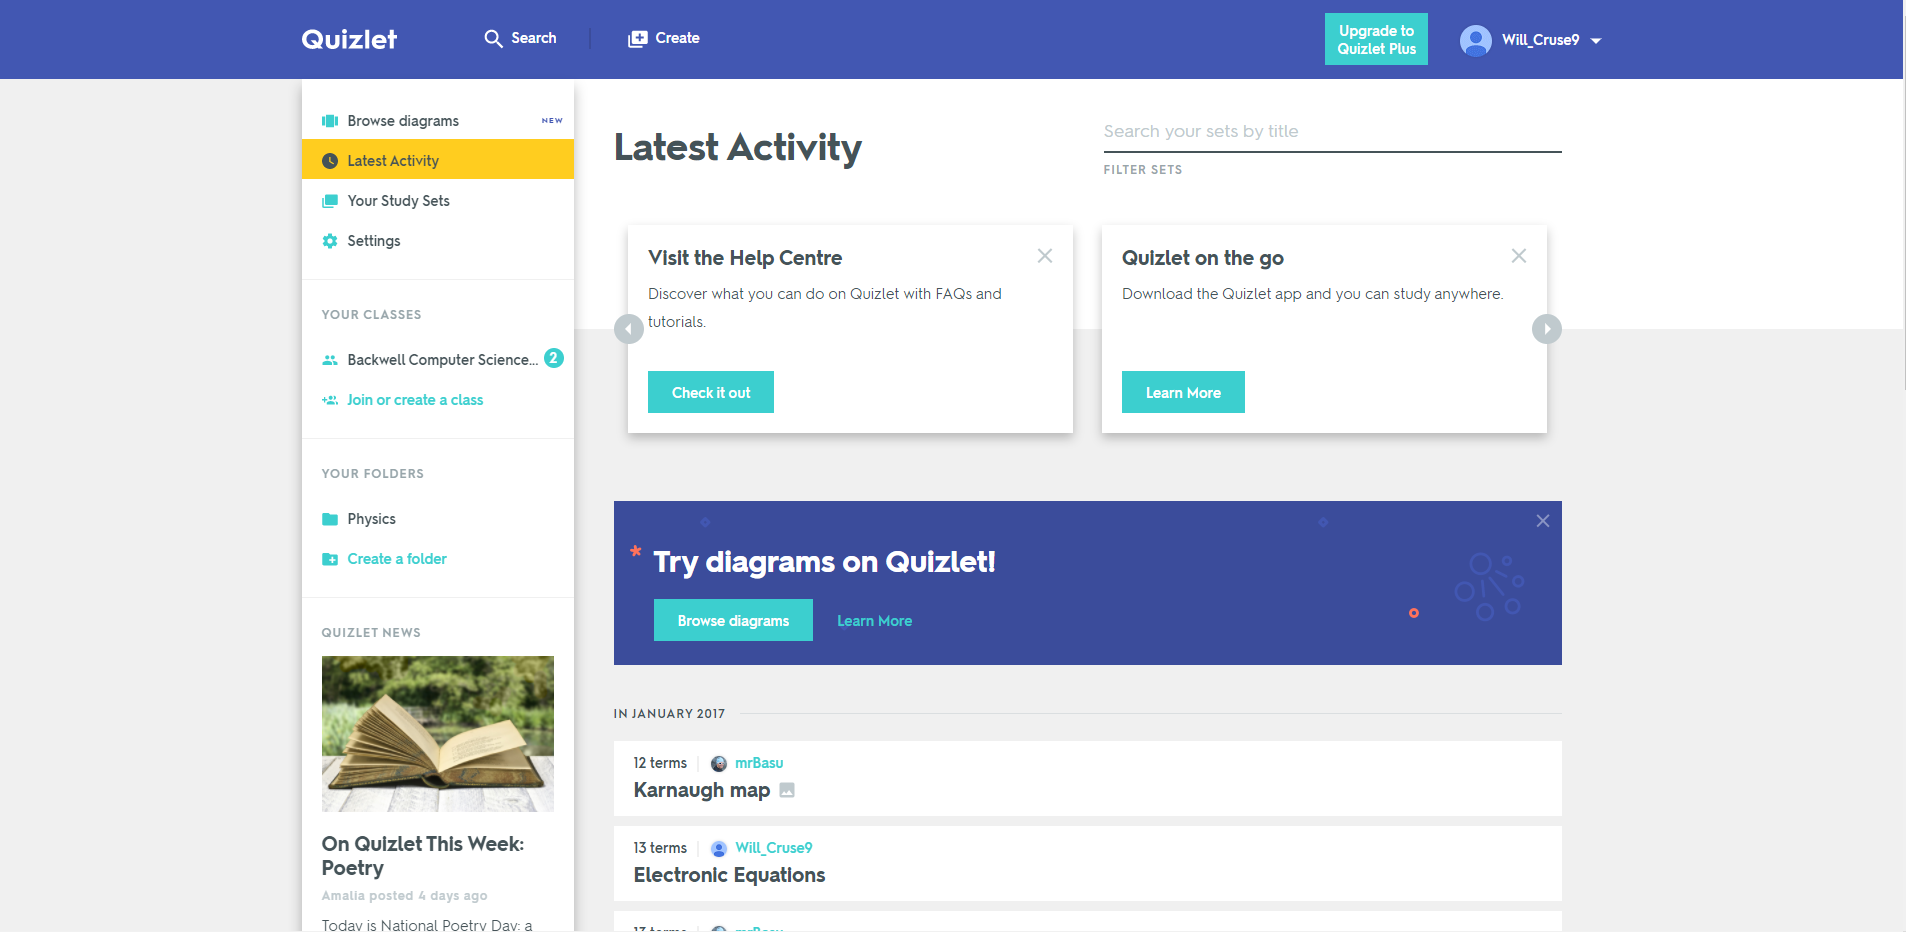 Quizlet
Search
Create
Upgrade to
Quizlet Plus
Will_Cruse9
Browse diagrams
NEW
Latest Activity
Your Study Sets
Settings
YOUR CLASSES
Backwell Computer Science...
2
Join or create a class
YOUR FOLDERS
Physics
Create a folder
QUIZLET NEWS
On Quizlet This Week:
Poetry
Amalia posted 4 days ago
Today is National Poetry Day: a
Latest Activity
Search your sets by title
FILTER SETS
Visit the Help Centre
Discover what you can do on Quizlet with FAQs and
tutorials.
Check it out
Quizlet on the go
Download the Quizlet app and you can study anywhere.
Learn More
Try diagrams on Quizlet!
Browse diagrams
Learn More
IN JANUARY 2017
12 terms
mrBasu
Karnaugh map
13 terms
Will_Cruse9
Electronic Equations
13 terms
mrBasu